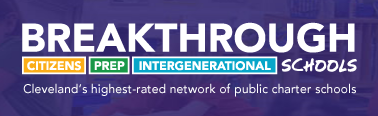 BREAKTHROUGH
CITIZENS PREP INTERGENERATIONAL SCHOOLS
Cleveland's highest-rated network of public charter schools